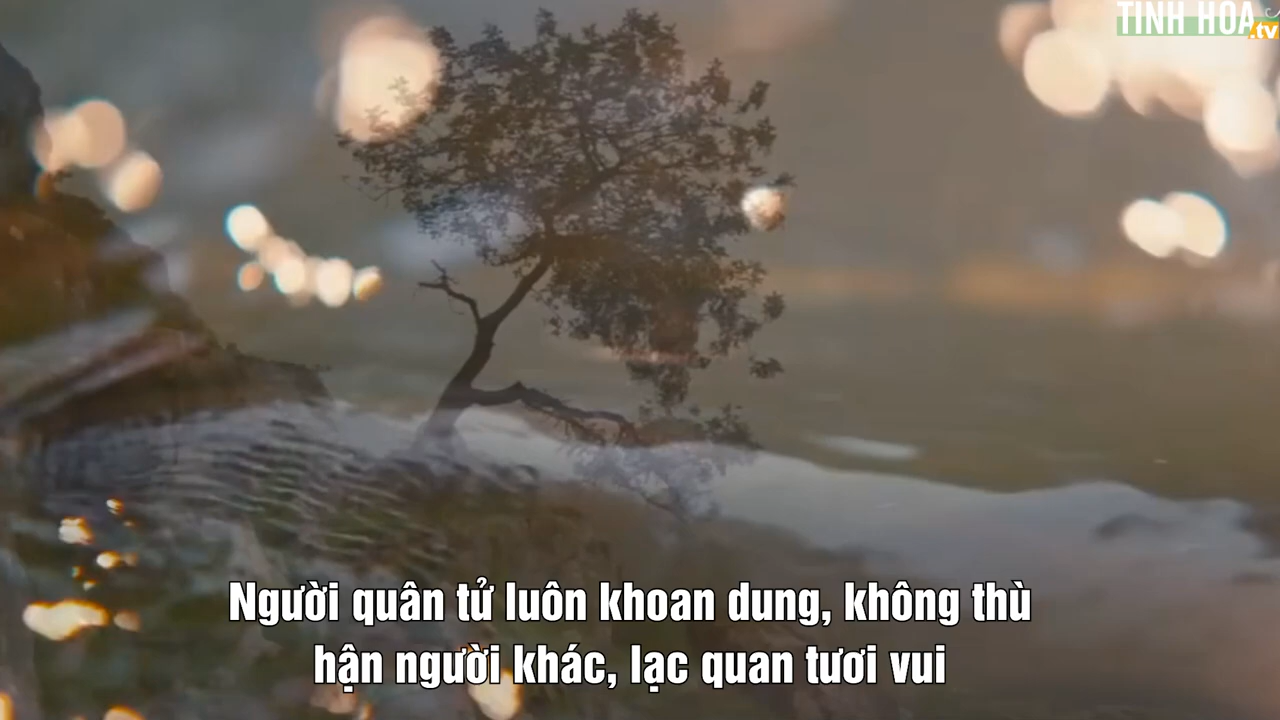 TINH HOA
.tv
Người quân tử luôn khoan dung, không thù
hận người khác, lạc quan tươi vui